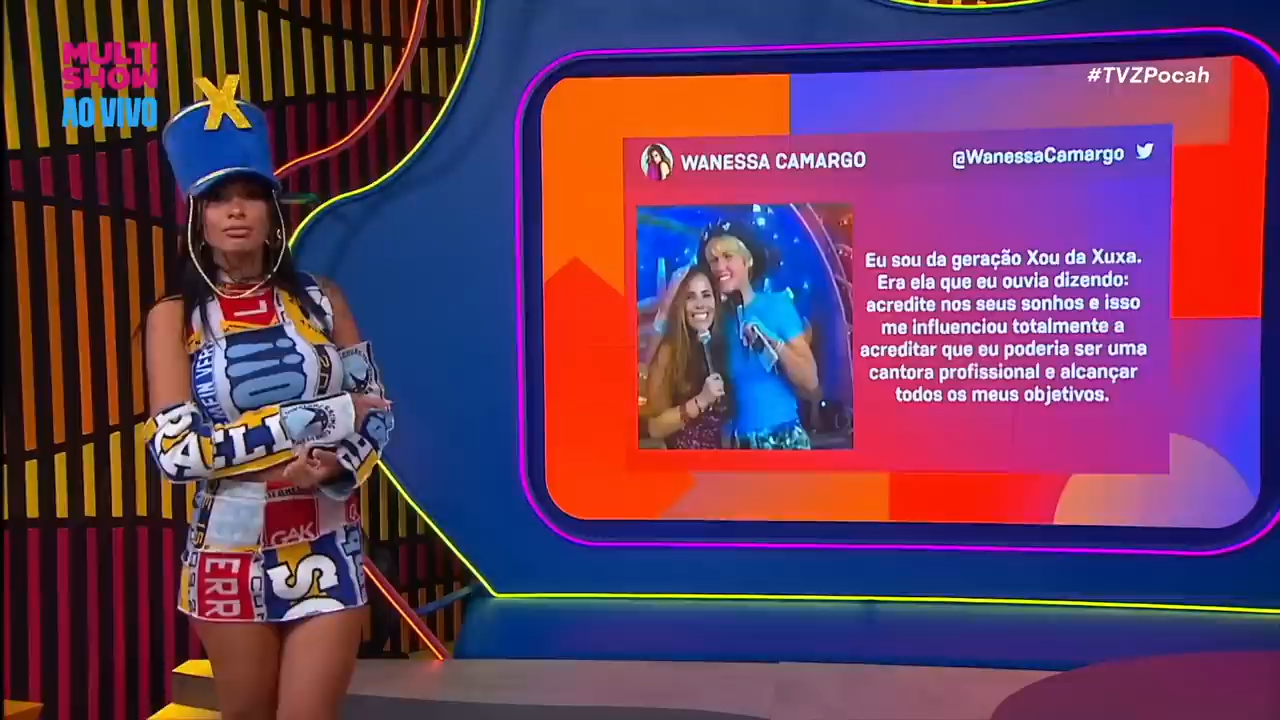 MULTI
SHOW
AO VIVO
X
#TVZPocah
WANESSA CAMARGO
@WanessaCamargo
Eu sou da geração Xou da Xuxa.
Era ela que eu ouvia dizendo:
acredite nos seus sonhos e isso
me influenciou totalmente a
acreditar que eu poderia ser uma
cantora profissional e alcançar
todos os meus objetivos.
GAK
ERR